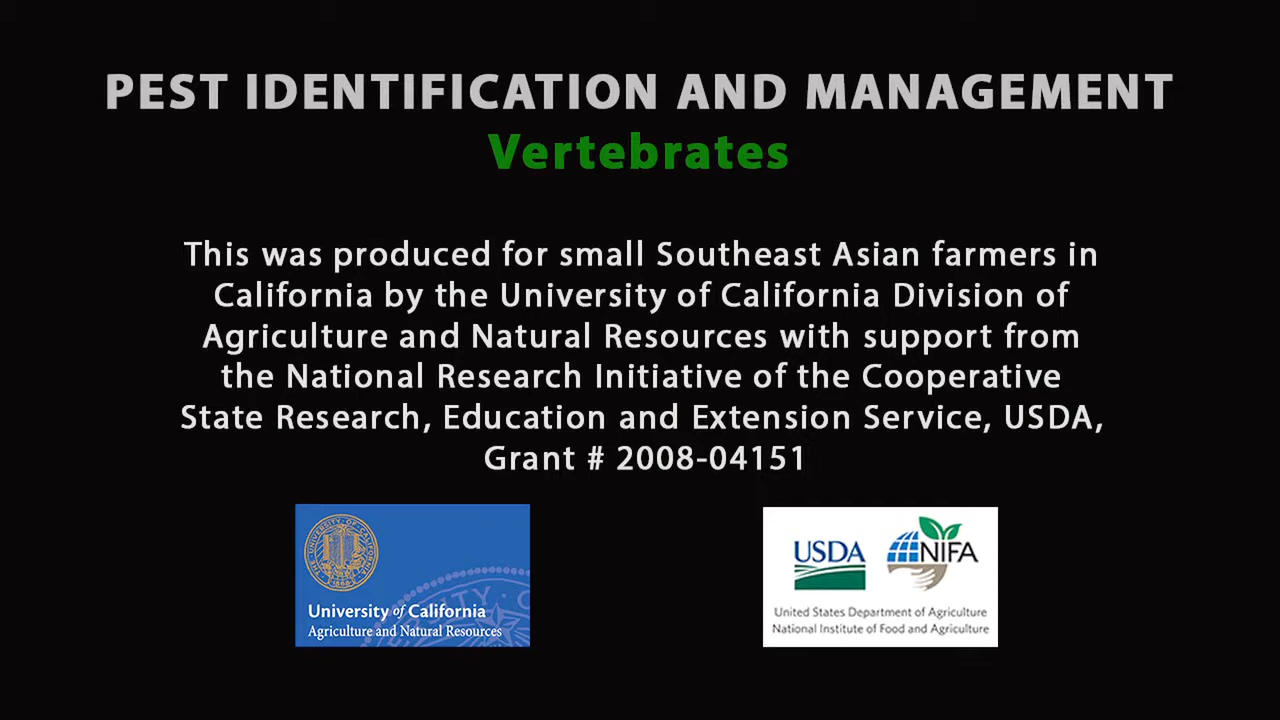 PEST IDENTIFICATION AND MANAGEMENT
Vertebrates
This was produced for small Southeast Asian farmers in
California by the University of California Division of
Agriculture and Natural Resources with support from
the National Research Initiative of the Cooperative
State Research, Education and Extension Service, USDA,
Grant # 2008-04151
University of California
Agriculture and Natural Resources
USDA NIFA
United States Department of Agriculture
National Institute of Food and Agriculture